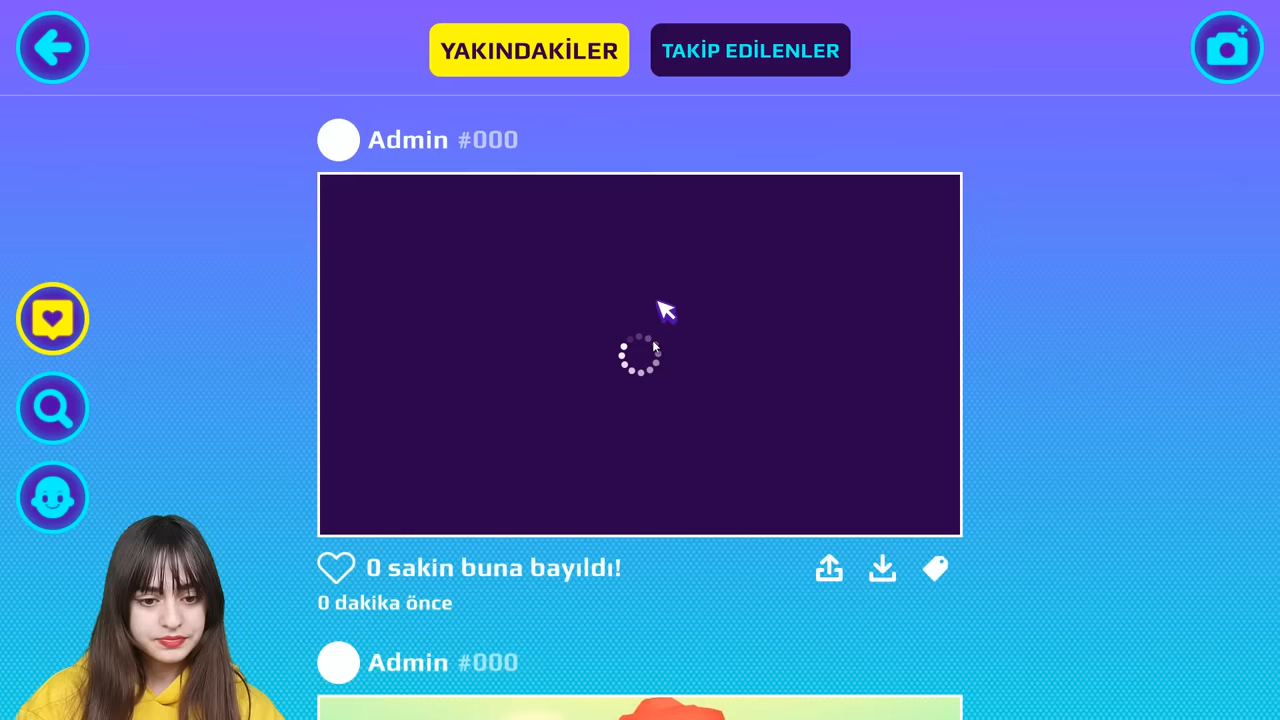 YAKINDAKİLER
TAKİP EDİLENLER
Admin #000
0 sakin buna bayıldı!
0 dakika önce
Admin #000